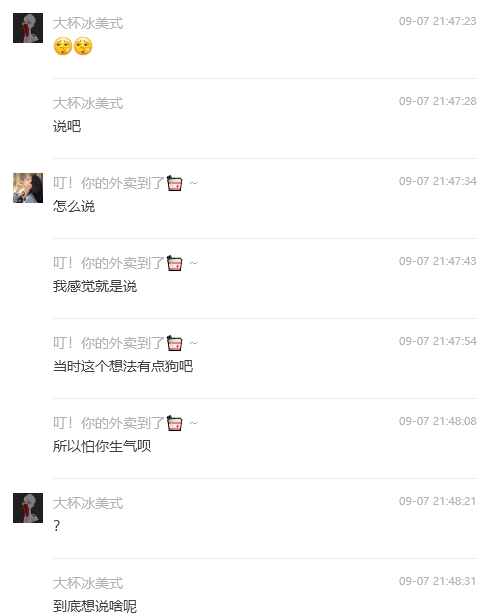 大杯冰美式 09-07 21:47:23
😚😚
大杯冰美式 09-07 21:47:28
说吧
叮！你的外卖到了🥡 ~ 09-07 21:47:34
怎么说
叮！你的外卖到了🥡 ~ 09-07 21:47:43
我感觉就是说
叮！你的外卖到了🥡 ~ 09-07 21:47:54
当时这个想法有点狗吧
叮！你的外卖到了🥡 ~ 09-07 21:48:08
所以怕你生气呗
大杯冰美式 09-07 21:48:21
？
大杯冰美式 09-07 21:48:31
到底想说啥呢